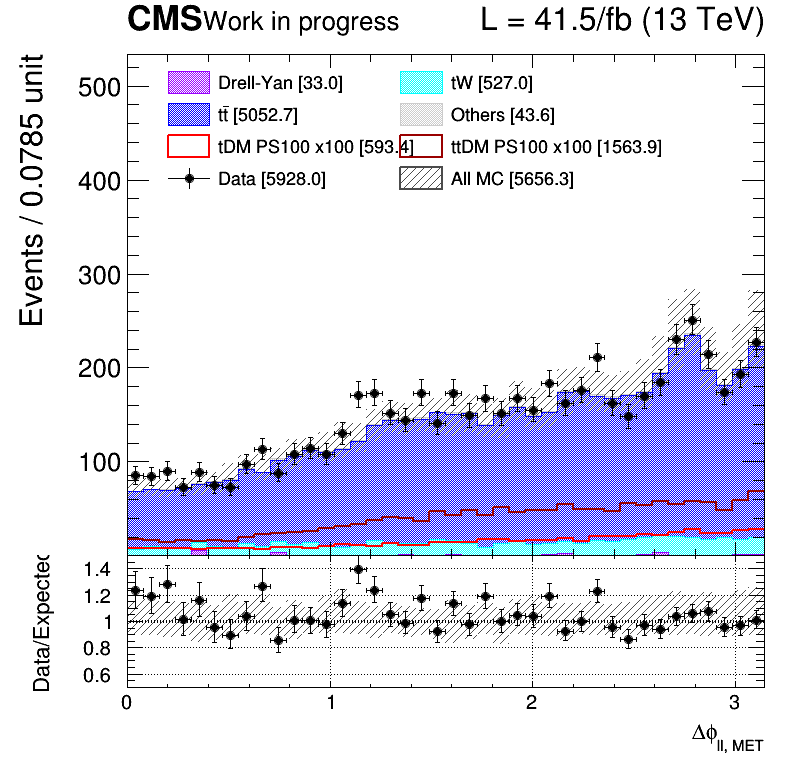 CMS Work in progress L = 41.5/fb (13 TeV)
Events / 0.0785 unit
500
400
300
200
100
Drell-Yan [33.0] tW [527.0]
tt̄ [5052.7] Others [43.6]
tDM PS100 x100 [593.4] ttDM PS100 x100 [1563.9]
Data [5928.0] All MC [5656.3]
Data/Expected
1.4
1.2
1
0.8
0.6
0 1 2 3
Δϕ_ll, MET